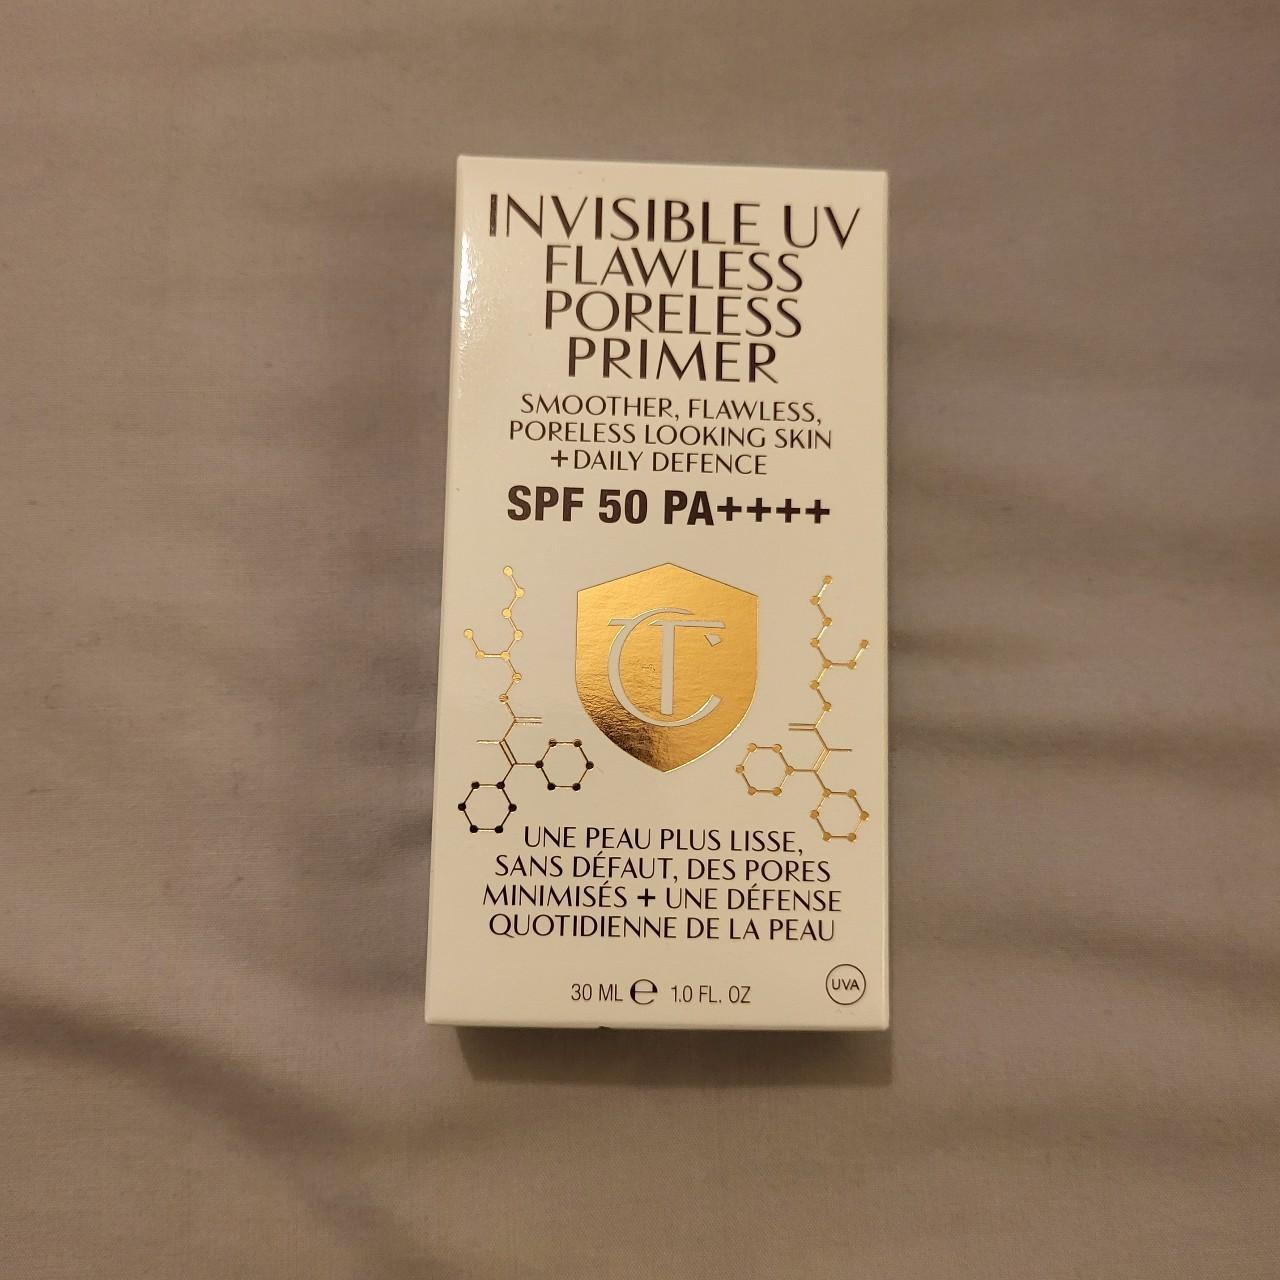 INVISIBLE UV
FLAWLESS
PORELESS
PRIMER
SMOOTHER, FLAWLESS,
PORELESS LOOKING SKIN
+DAILY DEFENCE
SPF 50 PA++++
CT
UNE PEAU PLUS LISSE,
SANS DÉFAUT, DES PORES
MINIMISÉS + UNE DÉFENSE
QUOTIDIENNE DE LA PEAU
30 ML ℮ 1.0 FL. OZ
UVA